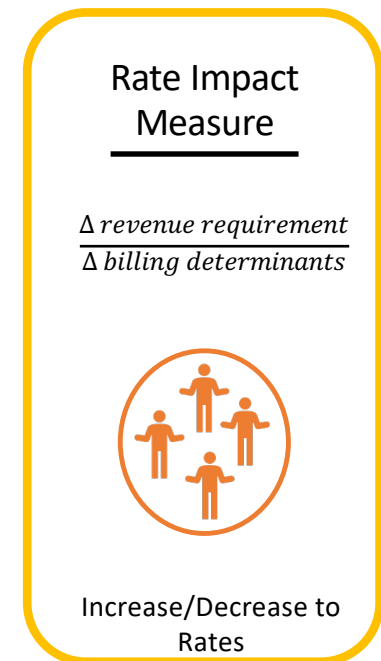 Rate Impact
Measure
Δ revenue requirement
Δ billing determinants
Increase/Decrease to
Rates